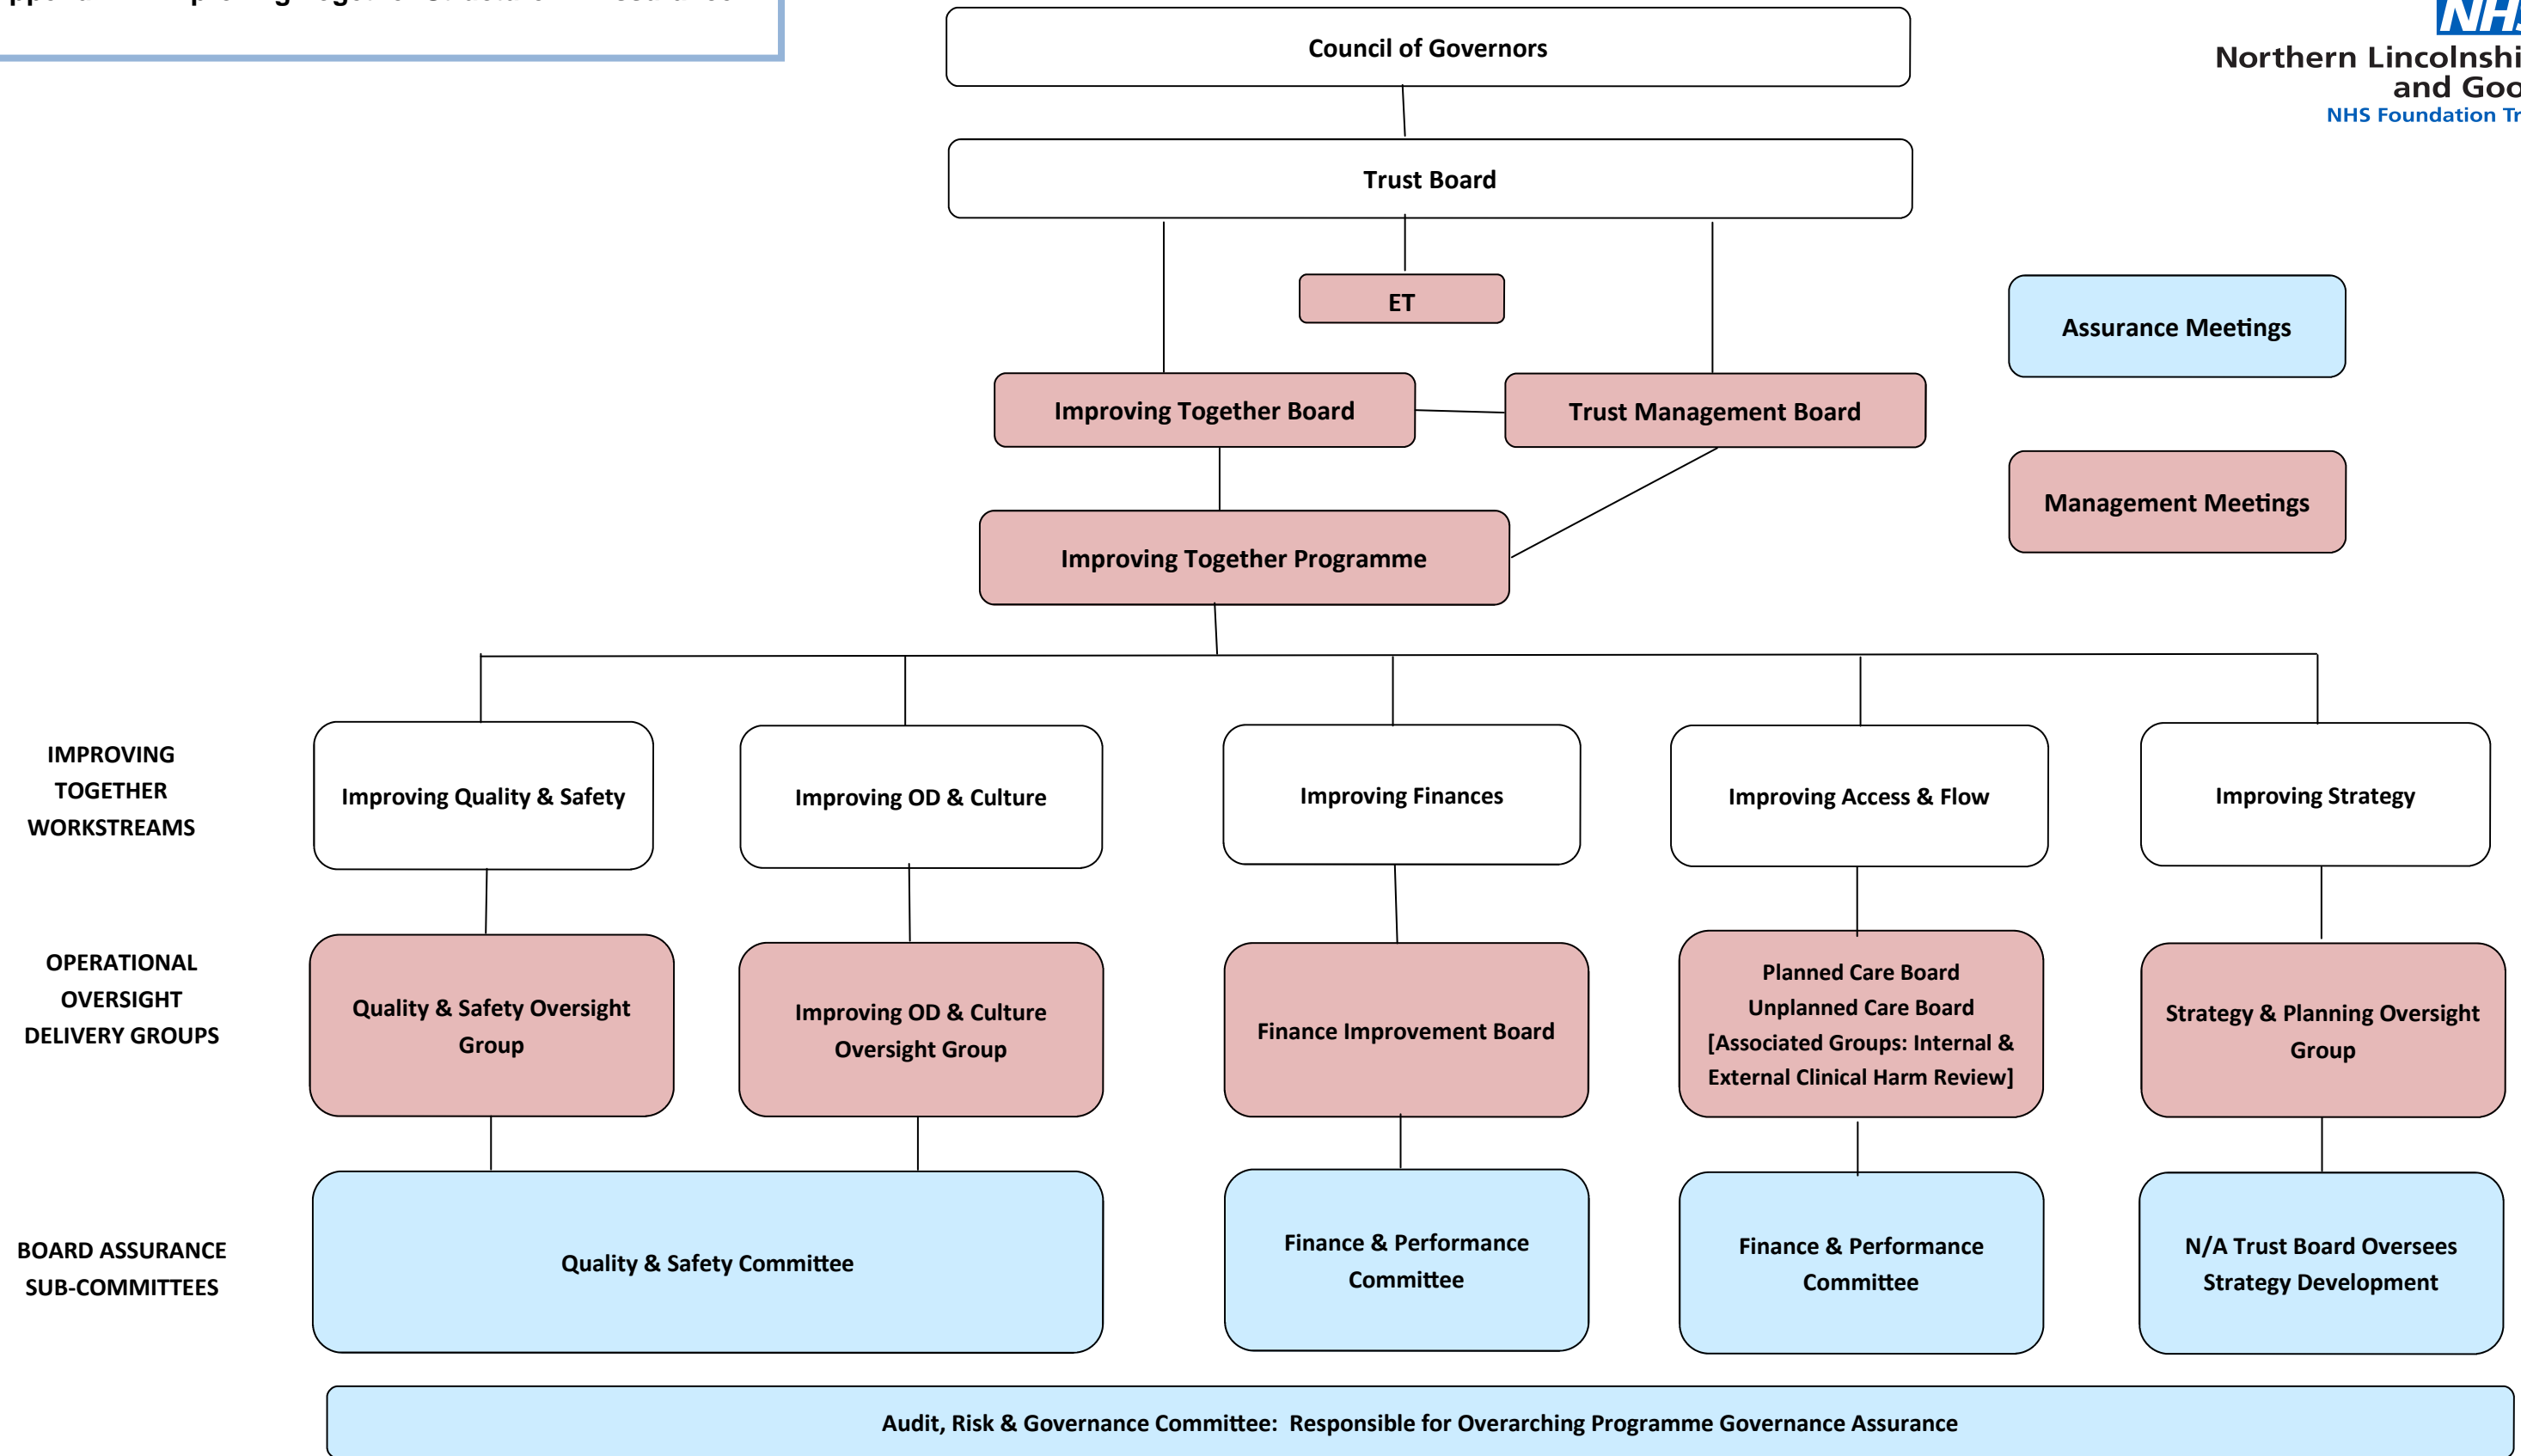 Improving Together Structure
Assurance
NHS
Northern
and
NHS Foundation
Council of Governors
Trust Board
ET
Assurance Meetings
Improving Together Board
Trust Management Board
Management Meetings
Improving Together Programme
IMPROVING
TOGETHER
WORKSTREAMS
Improving Quality & Safety
Improving OD & Culture
Improving Finances
Improving Access & Flow
Improving Strategy
OPERATIONAL
OVERSIGHT
DELIVERY GROUPS
Quality & Safety Oversight
Group
Improving OD & Culture
Oversight Group
Finance Improvement Board
Planned Care Board
Unplanned Care Board
[Associated Groups: Internal &
External Clinical Harm Review]
Strategy & Planning Oversight
Group
BOARD ASSURANCE
SUB-COMMITTEES
Quality & Safety Committee
Finance & Performance
Committee
Finance & Performance
Committee
N/A Trust Board Oversees
Strategy Development
Audit, Risk & Governance Committee: Responsible for Overarching Programme Governance Assurance